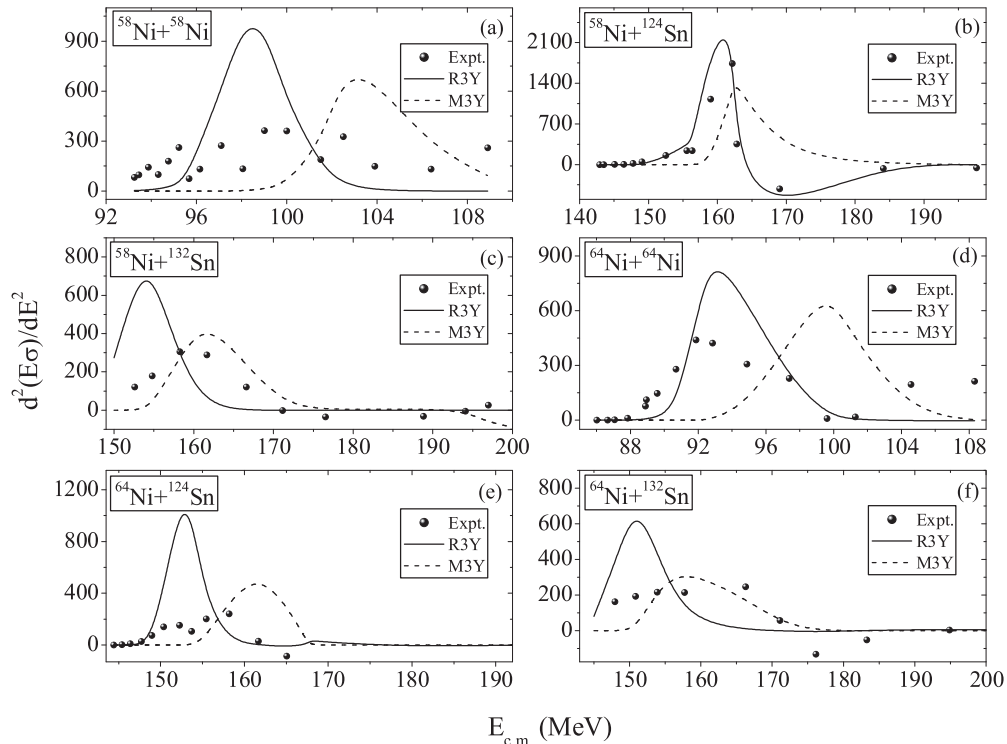 d²(Eσ)/dE²
⁵⁸Ni+⁵⁸Ni
(a)
Expt.
R3Y
M3Y
900
600
300
0
92 96 100 104 108
⁵⁸Ni+¹²⁴Sn
(b)
Expt.
R3Y
M3Y
2100
1400
700
0
140 150 160 170 180 190
⁵⁸Ni+¹³²Sn
(c)
Expt.
R3Y
M3Y
800
600
400
200
0
150 160 170 180 190 200
⁶⁴Ni+⁶⁴Ni
(d)
Expt.
R3Y
M3Y
900
600
300
0
88 92 96 100 104 108
⁶⁴Ni+¹²⁴Sn
(e)
Expt.
R3Y
M3Y
1200
800
400
0
150 160 170 180 190
⁶⁴Ni+¹³²Sn
(f)
Expt.
R3Y
M3Y
800
600
400
200
0
150 160 170 180 190 200
E_c.m (MeV)